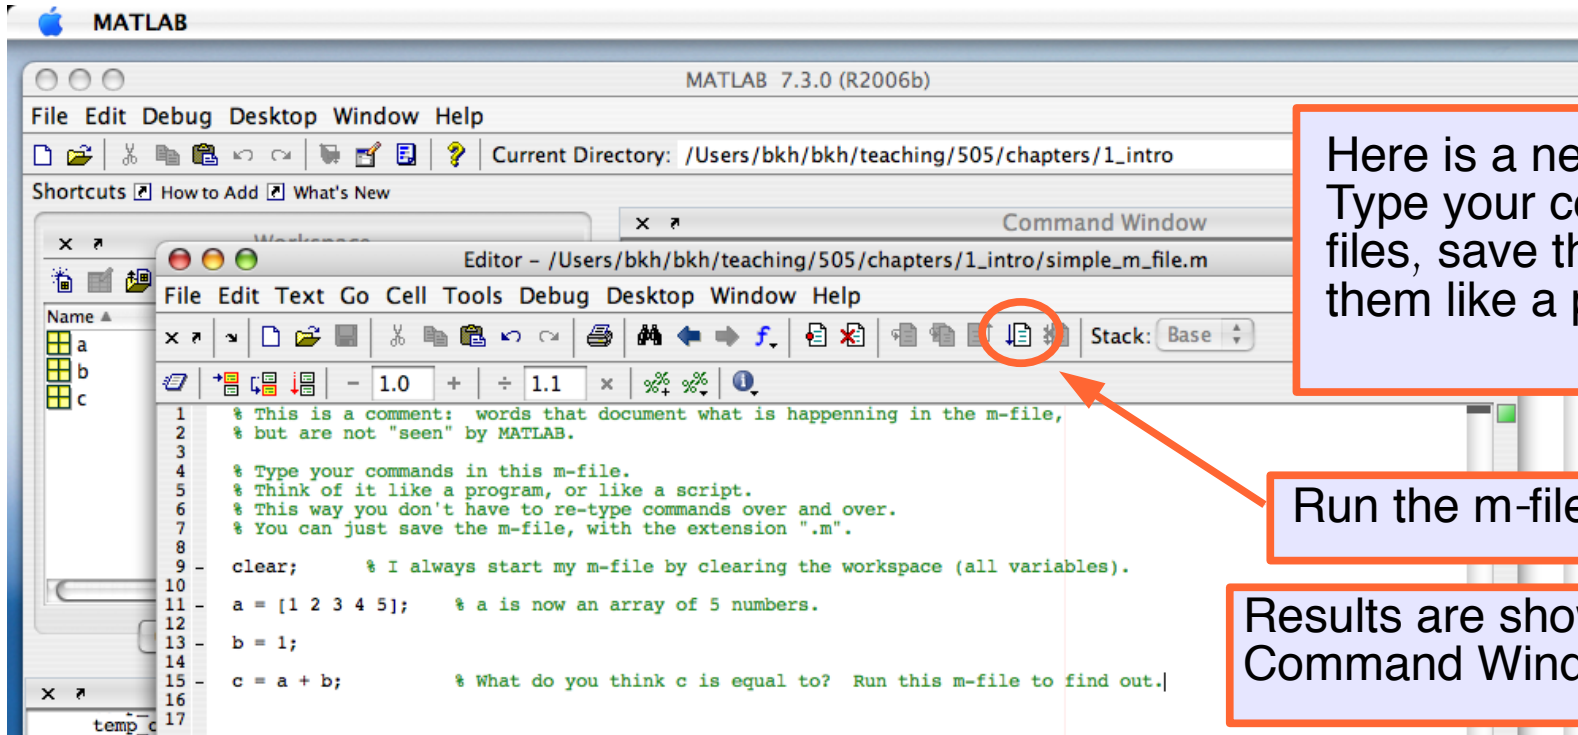 MATLAB
MATLAB 7.3.0 (R2006b)
File Edit Debug Desktop Window Help
Current Directory: /Users/bkh/bkh/teaching/505/chapters/1_intro
Shortcuts How to Add What's New
Workspace
Command Window
Editor - /Users/bkh/bkh/teaching/505/chapters/1_intro/simple_m_file.m
File Edit Text Go Cell Tools Debug Desktop Window Help
Name
a
b
c
Stack: Base
- 1.0 + ÷ 1.1 ×
1 % This is a comment: words that document what is happenning in the m-file,
2 % but are not "seen" by MATLAB.
3
4 % Type your commands in this m-file.
5 % Think of it like a program, or like a script.
6 % This way you don't have to re-type commands over and over.
7 % You can just save the m-file, with the extension ".m".
8
9 - clear; % I always start my m-file by clearing the workspace (all variables).
10
11 - a = [1 2 3 4 5]; % a is now an array of 5 numbers.
12
13 - b = 1;
14
15 - c = a + b; % What do you think c is equal to? Run this m-file to find out.
16
17
Here is a ne
Type your co
files, save th
them like a p
Run the m-file
Results are show
Command Wind